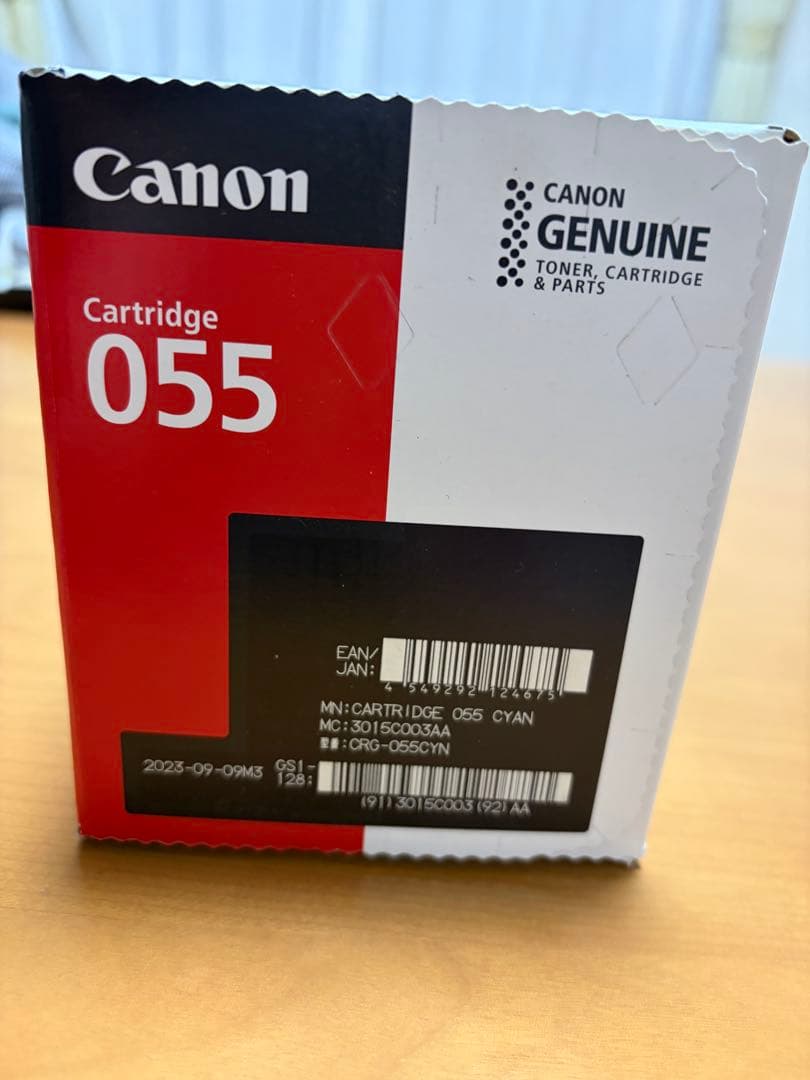 Canon
CANON
GENUINE
TONER, CARTRIDGE
& PARTS
Cartridge
055
EAN/
JAN:
4 549292 124675
MN:CARTRIDGE 055 CYAN
MC:3015C003AA
:CRG-055CYN
2023-09-09M3
GS1-
128:
(91)3015C003(92)AA